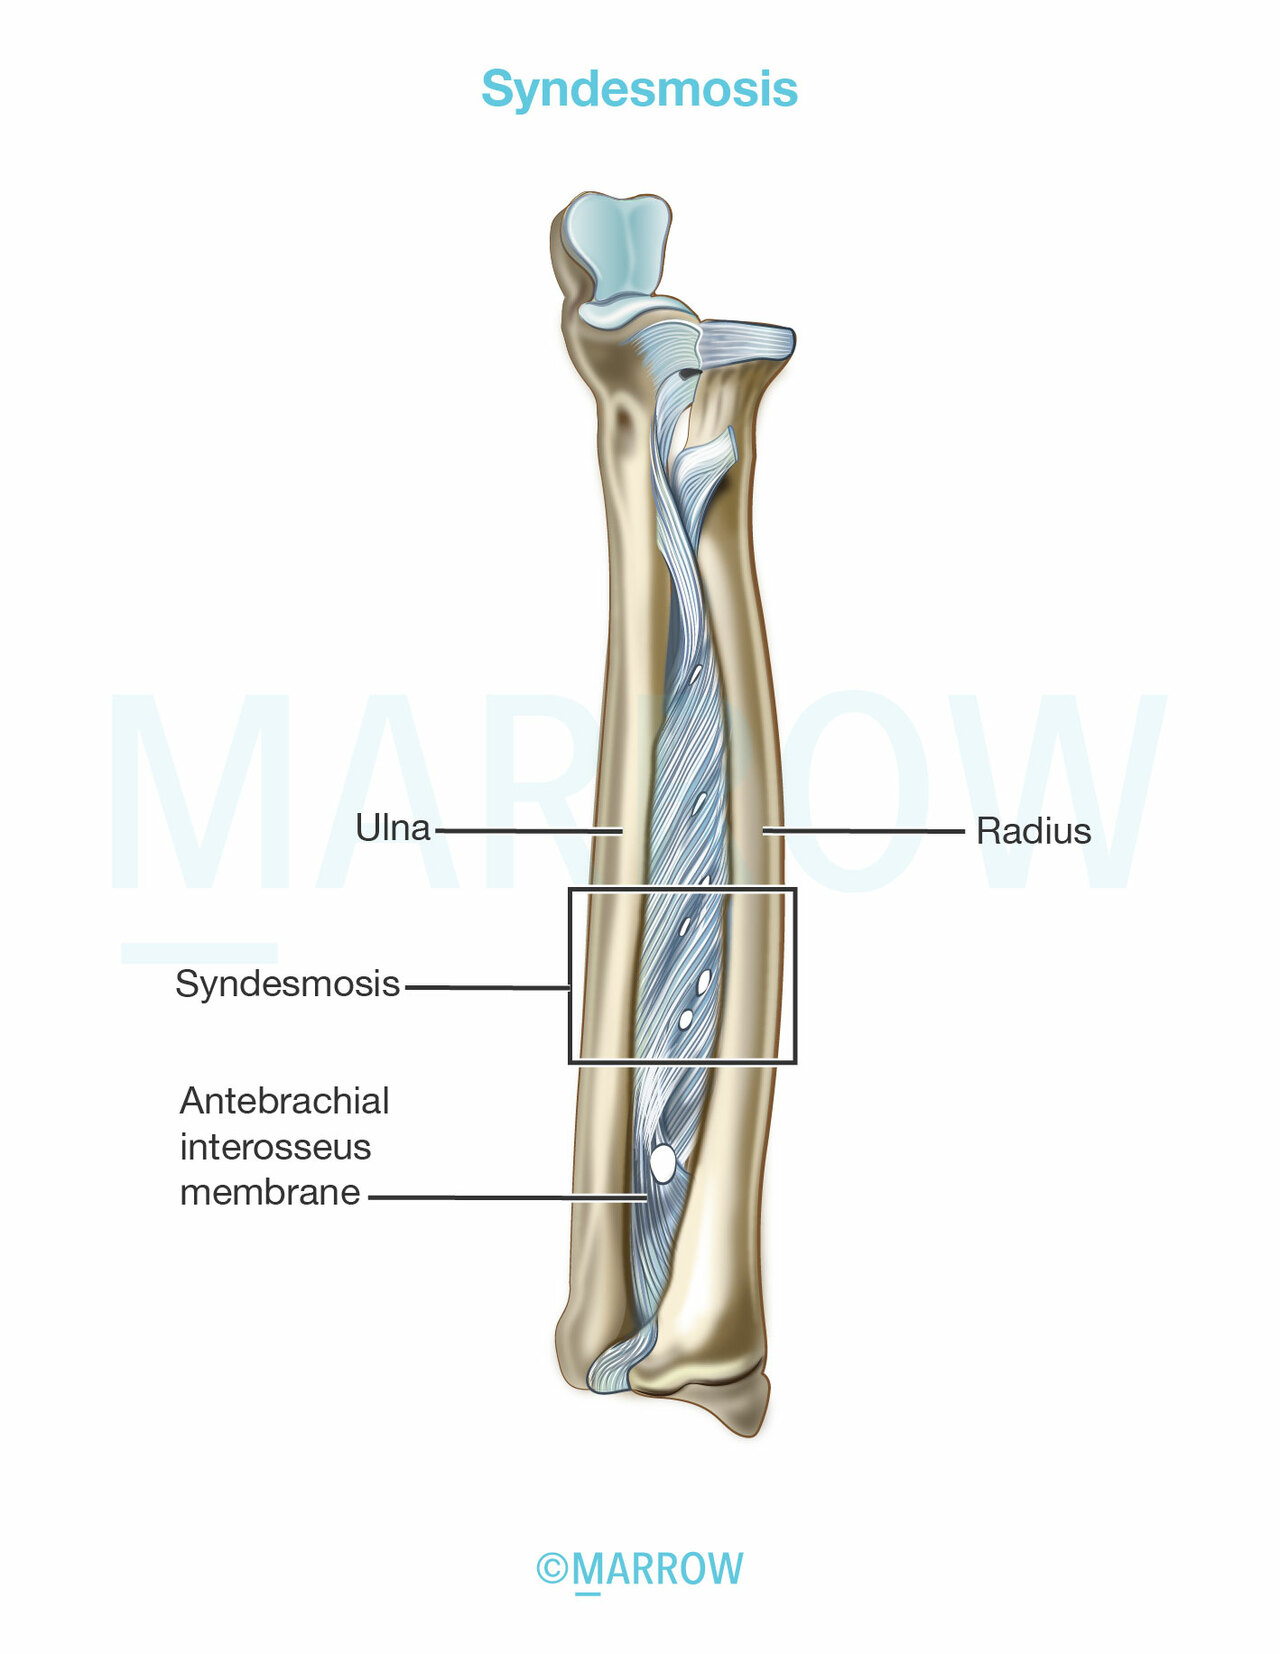 Syndesmosis
MARROW
Ulna
Radius
Syndesmosis
Antebrachial
interosseus
membrane
©MARROW